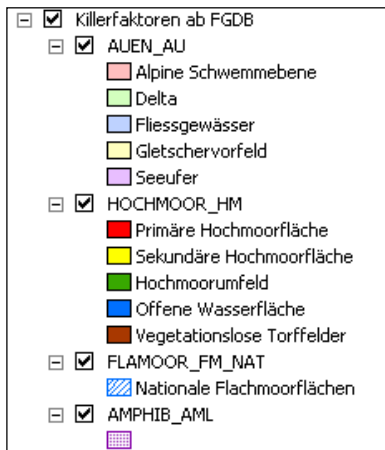 Killerfaktoren ab FGDB
AUEN_AU
Alpine Schwemmebene
Delta
Fliessgewässer
Gletschervorfeld
Seeufer
HOCHMOOR_HM
Primäre Hochmoorfläche
Sekundäre Hochmoorfläche
Hochmoorumfeld
Offene Wasserfläche
Vegetationslose Torffelder
FLAMOOR_FM_NAT
Nationale Flachmoorflächen
AMPHIB_AML